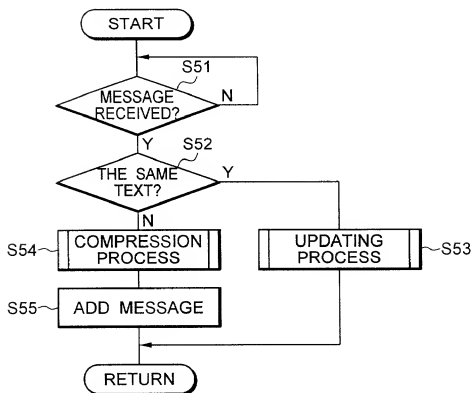 START
S51
MESSAGE
RECEIVED?
N
Y
S52
THE SAME
TEXT?
Y
N
S54
COMPRESSION
PROCESS
UPDATING
PROCESS
S53
S55
ADD MESSAGE
RETURN